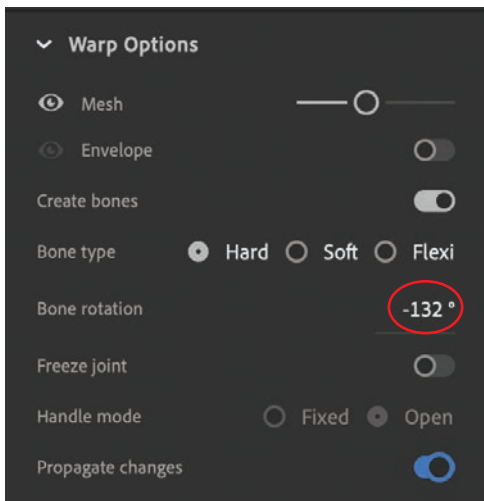 Warp Options
Mesh
Envelope
Create bones
Bone type Hard Soft Flexi
Bone rotation -132 °
Freeze joint
Handle mode Fixed Open
Propagate changes